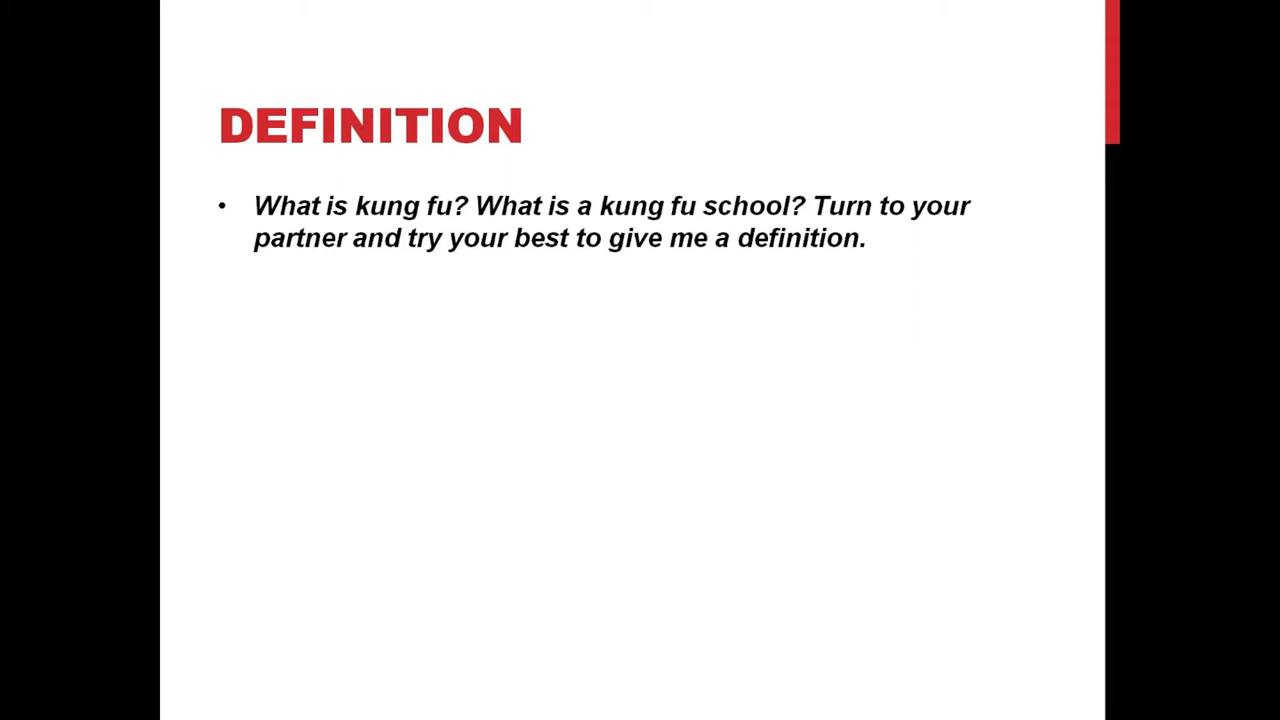 DEFINITION
• What is kung fu? What is a kung fu school? Turn to your
partner and try your best to give me a definition.